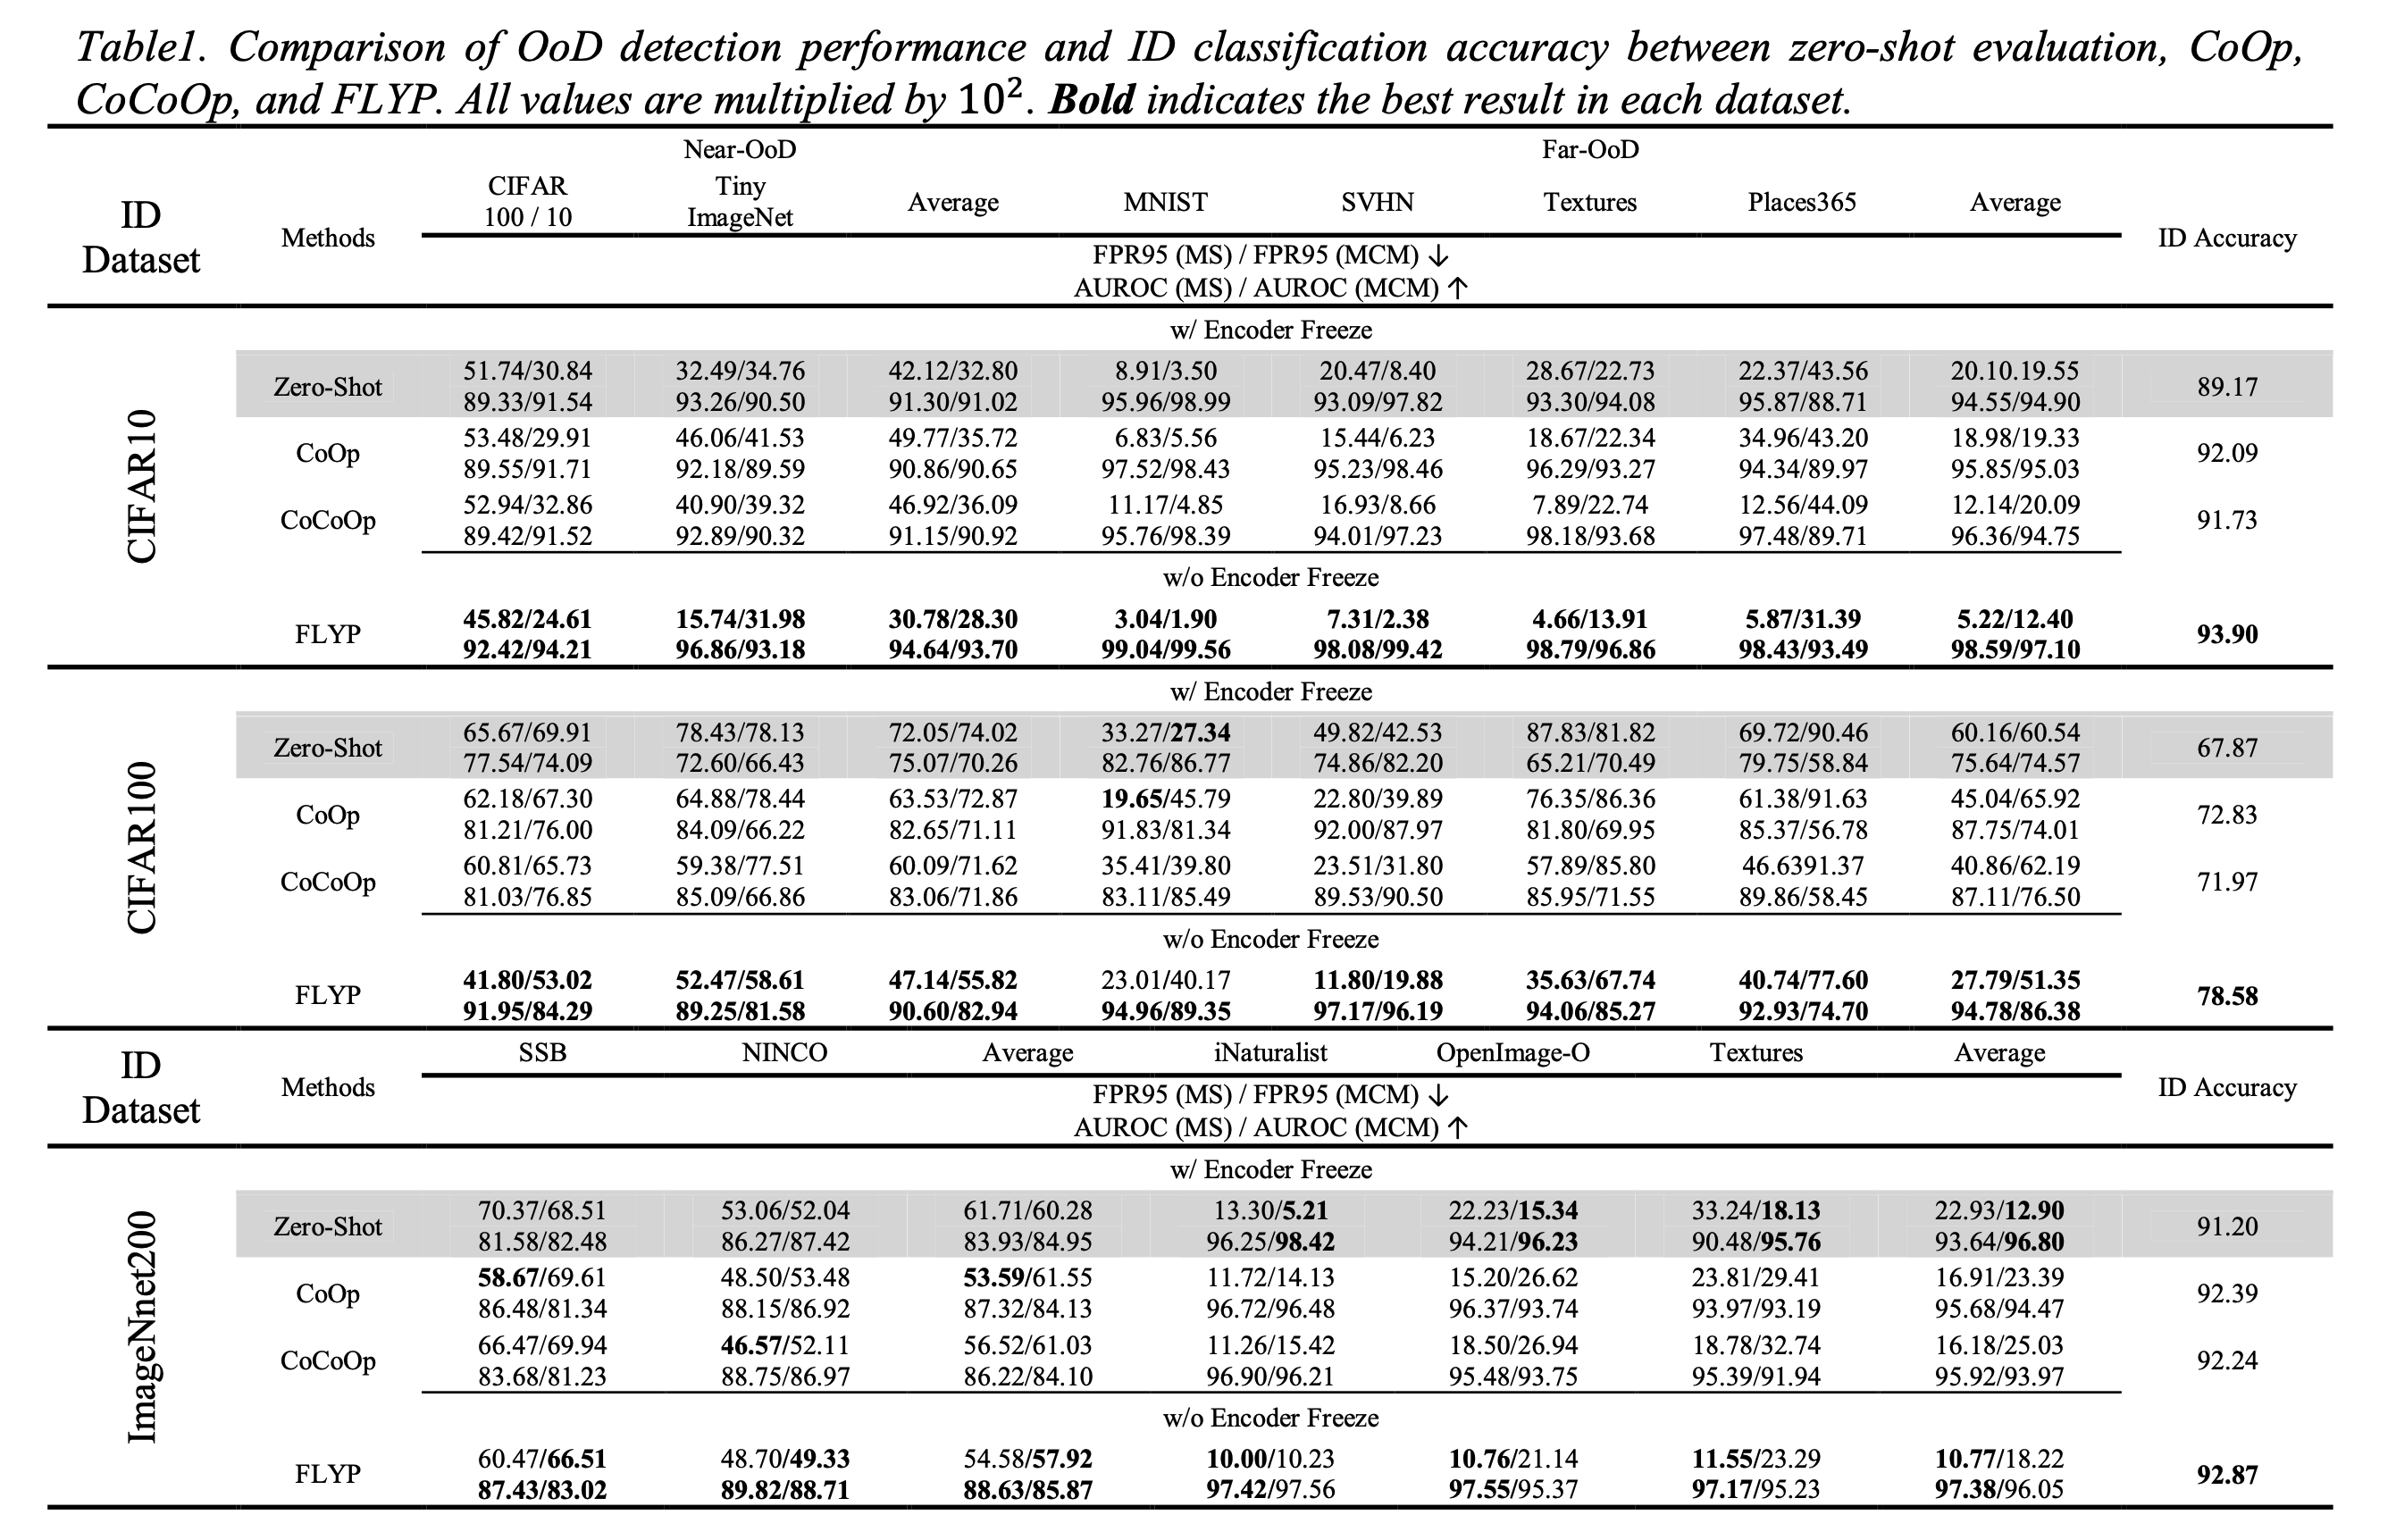 Table1. Comparison of OoD detection performance and ID classification accuracy between zero-shot evaluation, CoOp,
CoCoOp, and FLYP. All values are multiplied by 10². Bold indicates the best result in each dataset.
ID Dataset Methods Near-OoD Far-OoD ID Accuracy
CIFAR 100 / 10 Tiny ImageNet Average MNIST SVHN Textures Places365 Average
FPR95 (MS) / FPR95 (MCM) ↓
AUROC (MS) / AUROC (MCM) ↑
CIFAR10
w/ Encoder Freeze
Zero-Shot 51.74/30.84 32.49/34.76 42.12/32.80 8.91/3.50 20.47/8.40 28.67/22.73 22.37/43.56 20.10.19.55 89.17
89.33/91.54 93.26/90.50 91.30/91.02 95.96/98.99 93.09/97.82 93.30/94.08 95.87/88.71 94.55/94.90
CoOp 53.48/29.91 46.06/41.53 49.77/35.72 6.83/5.56 15.44/6.23 18.67/22.34 34.96/43.20 18.98/19.33 92.09
89.55/91.71 92.18/89.59 90.86/90.65 97.52/98.43 95.23/98.46 96.29/93.27 94.34/89.97 95.85/95.03
CoCoOp 52.94/32.86 40.90/39.32 46.92/36.09 11.17/4.85 16.93/8.66 7.89/22.74 12.56/44.09 12.14/20.09 91.73
89.42/91.52 92.89/90.32 91.15/90.92 95.76/98.39 94.01/97.23 98.18/93.68 97.48/89.71 96.36/94.75
w/o Encoder Freeze
FLYP 45.82/24.61 15.74/31.98 30.78/28.30 3.04/1.90 7.31/2.38 4.66/13.91 5.87/31.39 5.22/12.40 93.90
92.42/94.21 96.86/93.18 94.64/93.70 99.04/99.56 98.08/99.42 98.79/96.86 98.43/93.49 98.59/97.10
CIFAR100
w/ Encoder Freeze
Zero-Shot 65.67/69.91 78.43/78.13 72.05/74.02 33.27/27.34 49.82/42.53 87.83/81.82 69.72/90.46 60.16/60.54 67.87
77.54/74.09 72.60/66.43 75.07/70.26 82.76/86.77 74.86/82.20 65.21/70.49 79.75/58.84 75.64/74.57
CoOp 62.18/67.30 64.88/78.44 63.53/72.87 19.65/45.79 22.80/39.89 76.35/86.36 61.38/91.63 45.04/65.92 72.83
81.21/76.00 84.09/66.22 82.65/71.11 91.83/81.34 92.00/87.97 81.80/69.95 85.37/56.78 87.75/74.01
CoCoOp 60.81/65.73 59.38/77.51 60.09/71.62 35.41/39.80 23.51/31.80 57.89/85.80 46.6391.37 40.86/62.19 71.97
81.03/76.85 85.09/66.86 83.06/71.86 83.11/85.49 89.53/90.50 85.95/71.55 89.86/58.45 87.11/76.50
w/o Encoder Freeze
FLYP 41.80/53.02 52.47/58.61 47.14/55.82 23.01/40.17 11.80/19.88 35.63/67.74 40.74/77.60 27.79/51.35 78.58
91.95/84.29 89.25/81.58 90.60/82.94 94.96/89.35 97.17/96.19 94.06/85.27 92.93/74.70 94.78/86.38
ID Dataset Methods SSB NINCO Average iNaturalist OpenImage-O Textures Average ID Accuracy
FPR95 (MS) / FPR95 (MCM) ↓
AUROC (MS) / AUROC (MCM) ↑
ImageNnet200
w/ Encoder Freeze
Zero-Shot 70.37/68.51 53.06/52.04 61.71/60.28 13.30/5.21 22.23/15.34 33.24/18.13 22.93/12.90 91.20
81.58/82.48 86.27/87.42 83.93/84.95 96.25/98.42 94.21/96.23 90.48/95.76 93.64/96.80
CoOp 58.67/69.61 48.50/53.48 53.59/61.55 11.72/14.13 15.20/26.62 23.81/29.41 16.91/23.39 92.39
86.48/81.34 88.15/86.92 87.32/84.13 96.72/96.48 96.37/93.74 93.97/93.19 95.68/94.47
CoCoOp 66.47/69.94 46.57/52.11 56.52/61.03 11.26/15.42 18.50/26.94 18.78/32.74 16.18/25.03 92.24
83.68/81.23 88.75/86.97 86.22/84.10 96.90/96.21 95.48/93.75 95.39/91.94 95.92/93.97
w/o Encoder Freeze
FLYP 60.47/66.51 48.70/49.33 54.58/57.92 10.00/10.23 10.76/21.14 11.55/23.29 10.77/18.22 92.87
87.43/83.02 89.82/88.71 88.63/85.87 97.42/97.56 97.55/95.37 97.17/95.23 97.38/96.05